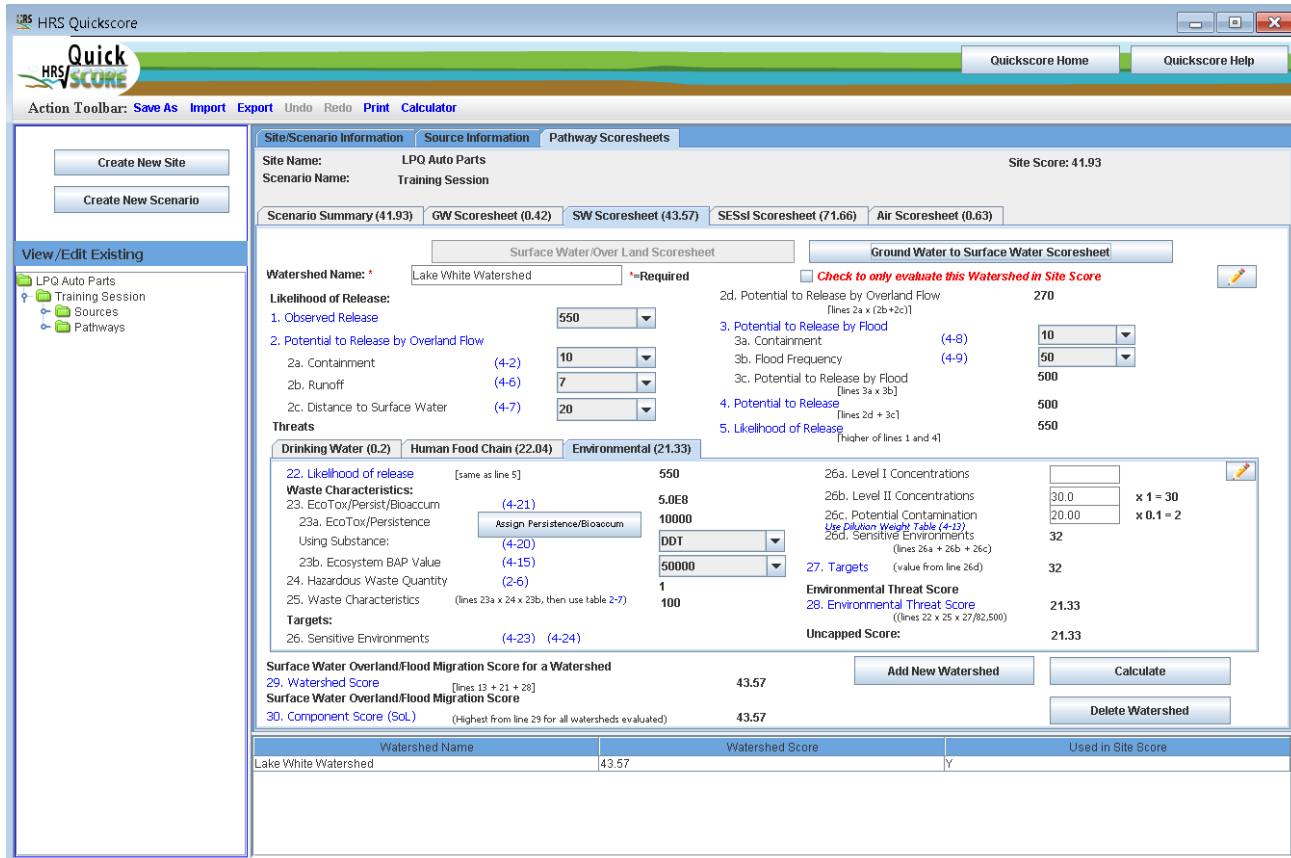 HRS Quickscore
Quick
HRS SCORE
Quickscore Home
Quickscore Help
Action Toolbar: Save As Import Export Undo Redo Print Calculator
Create New Site
Create New Scenario
View/Edit Existing
LPQ Auto Parts
Training Session
Sources
Pathways
Site/Scenario Information
Source Information
Pathway Scoresheets
Site Name: LPQ Auto Parts
Site Score: 41.93
Scenario Name: Training Session
Scenario Summary (41.93)
GW Scoresheet (0.42)
SW Scoresheet (43.57)
SESsI Scoresheet (71.66)
Air Scoresheet (0.63)
Surface Water/Over Land Scoresheet
Ground Water to Surface Water Scoresheet
Watershed Name: * Lake White Watershed *=Required
Check to only evaluate this Watershed in Site Score
Likelihood of Release:
1. Observed Release 550
2. Potential to Release by Overland Flow
2a. Containment (4-2) 10
2b. Runoff (4-6) 7
2c. Distance to Surface Water (4-7) 20
2d. Potential to Release by Overland Flow 270
[lines 2a x (2b+2c)]
3. Potential to Release by Flood
3a. Containment (4-8) 10
3b. Flood Frequency (4-9) 50
3c. Potential to Release by Flood 500
[lines 3a x 3b]
4. Potential to Release 500
[lines 2d + 3c]
5. Likelihood of Release 550
[higher of lines 1 and 4]
Threats
Drinking Water (0.2)
Human Food Chain (22.04)
Environmental (21.33)
22. Likelihood of release [same as line 5] 550
Waste Characteristics:
23. EcoTox/Persist/Bioaccum (4-21) 5.0E8
23a. EcoTox/Persistence Assign Persistence/Bioaccum 10000
Using Substance: (4-20) DDT
23b. Ecosystem BAP Value (4-15) 50000
24. Hazardous Waste Quantity (2-6) 1
25. Waste Characteristics (lines 23a x 24 x 23b, then use table 2-7) 100
Targets:
26. Sensitive Environments (4-23) (4-24)
26a. Level I Concentrations
26b. Level II Concentrations 30.0 x 1 = 30
26c. Potential Contamination 20.00 x 0.1 = 2
Use Dilution Weight Table (4-13)
26d. Sensitive Environments 32
(lines 26a + 26b + 26c)
27. Targets (value from line 26d) 32
Environmental Threat Score
28. Environmental Threat Score 21.33
((lines 22 x 25 x 27/82,500)
Uncapped Score: 21.33
Surface Water Overland/Flood Migration Score for a Watershed
29. Watershed Score [lines 13 + 21 + 28] 43.57
Surface Water Overland/Flood Migration Score
30. Component Score (SoL) (Highest from line 29 for all watersheds evaluated) 43.57
Add New Watershed
Calculate
Delete Watershed
Watershed Name Watershed Score Used in Site Score
Lake White Watershed 43.57 Y